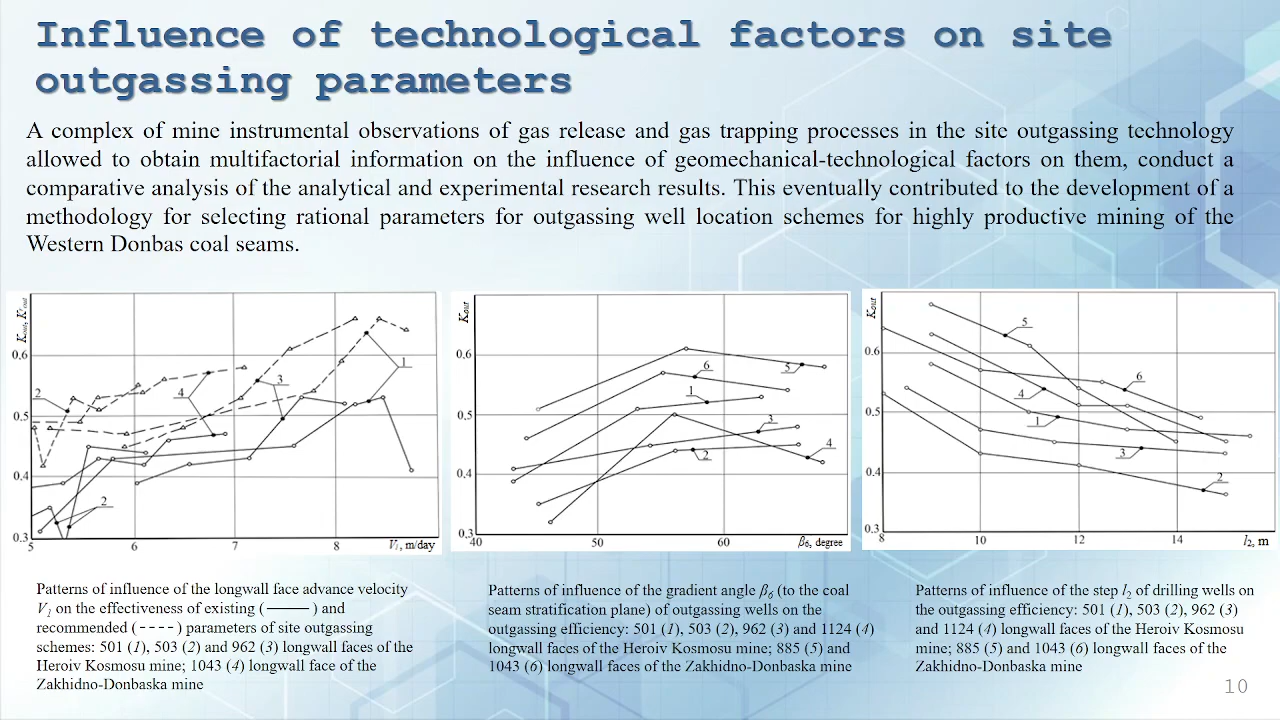 Influence of technological factors on site
outgassing parameters
A complex of mine instrumental observations of gas release and gas trapping processes in the site outgassing technology
allowed to obtain multifactorial information on the influence of geomechanical-technological factors on them, conduct a
comparative analysis of the analytical and experimental research results. This eventually contributed to the development of a
methodology for selecting rational parameters for outgassing well location schemes for highly productive mining of the
Western Donbas coal seams.
0.6
0.5
0.4
0.3
2
4
3
1
2
5
6
7
8
V1, m/day
Kout
0.6
0.5
0.4
0.3
6
5
1
3
2
4
40
50
60
β6, degree
Kout
0.6
0.5
0.4
0.3
5
6
4
1
3
2
8
10
12
14
l2, m
Patterns of influence of the longwall face advance velocity
V1 on the effectiveness of existing (———) and
recommended (----) parameters of site outgassing
schemes: 501 (1), 503 (2) and 962 (3) longwall faces of the
Heroiv Kosmosu mine; 1043 (4) longwall face of the
Zakhidno-Donbaska mine
Patterns of influence of the gradient angle β6 (to the coal
seam stratification plane) of outgassing wells on the
outgassing efficiency: 501 (1), 503 (2), 962 (3) and 1124 (4)
longwall faces of the Heroiv Kosmosu mine; 885 (5) and
1043 (6) longwall faces of the Zakhidno-Donbaska mine
Patterns of influence of the step l2 of drilling wells on
the outgassing efficiency: 501 (1), 503 (2), 962 (3)
and 1124 (4) longwall faces of the Heroiv Kosmosu
mine; 885 (5) and 1043 (6) longwall faces of the
Zakhidno-Donbaska mine
10